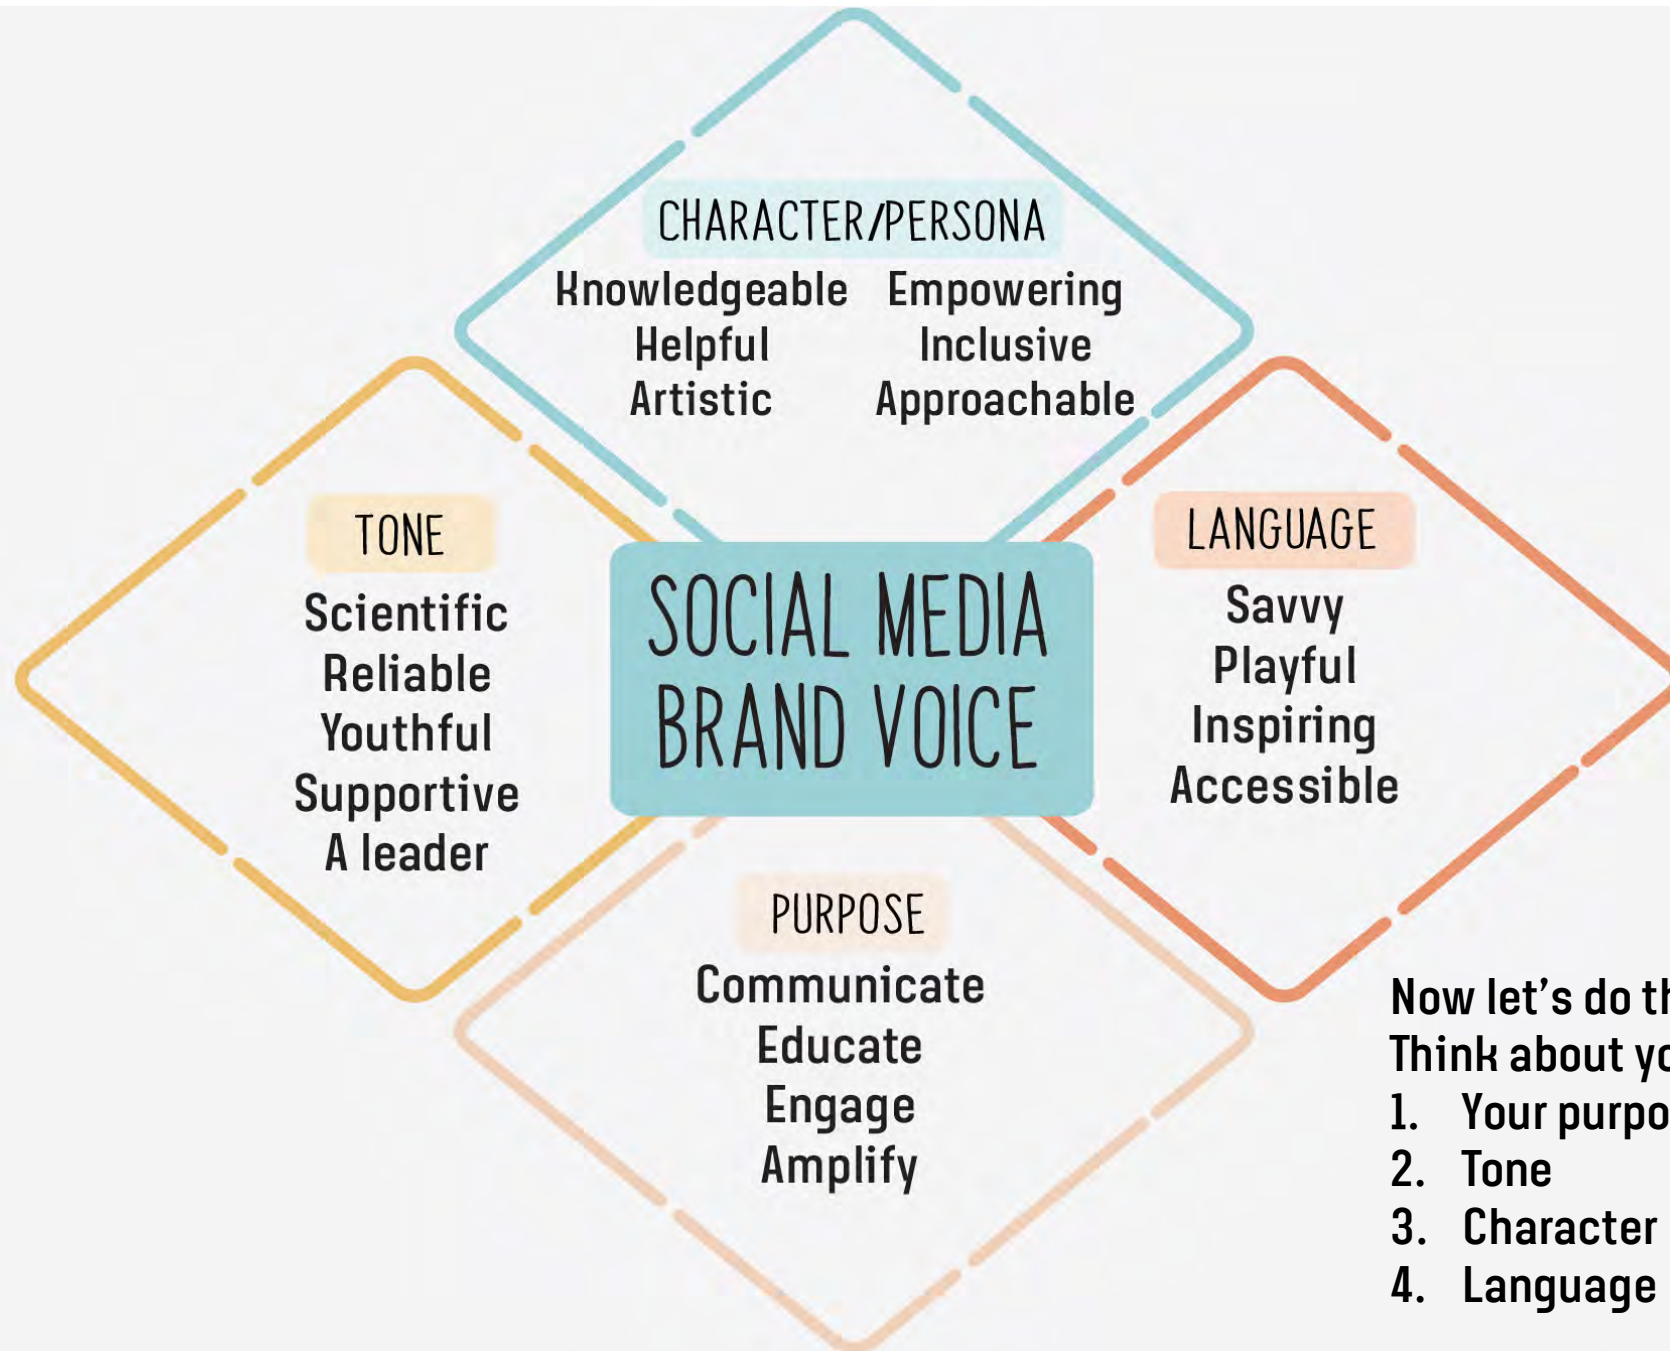 CHARACTER/PERSONA
Knowledgeable Empowering
Helpful Inclusive
Artistic Approachable
TONE
Scientific
Reliable
Youthful
Supportive
A leader
SOCIAL MEDIA
BRAND VOICE
LANGUAGE
Savvy
Playful
Inspiring
Accessible
PURPOSE
Communicate
Educate
Engage
Amplify
Now let's do
Think about
1. Your
2. Tone
3. Character
4. Language